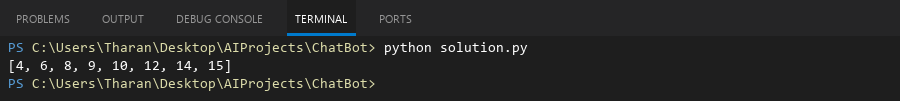 PROBLEMS OUTPUT DEBUG CONSOLE TERMINAL PORTS
PS C:\Users\Tharan\Desktop\AIProjects\ChatBot> python solution.py
[4, 6, 8, 9, 10, 12, 14, 15]
PS C:\Users\Tharan\Desktop\AIProjects\ChatBot>